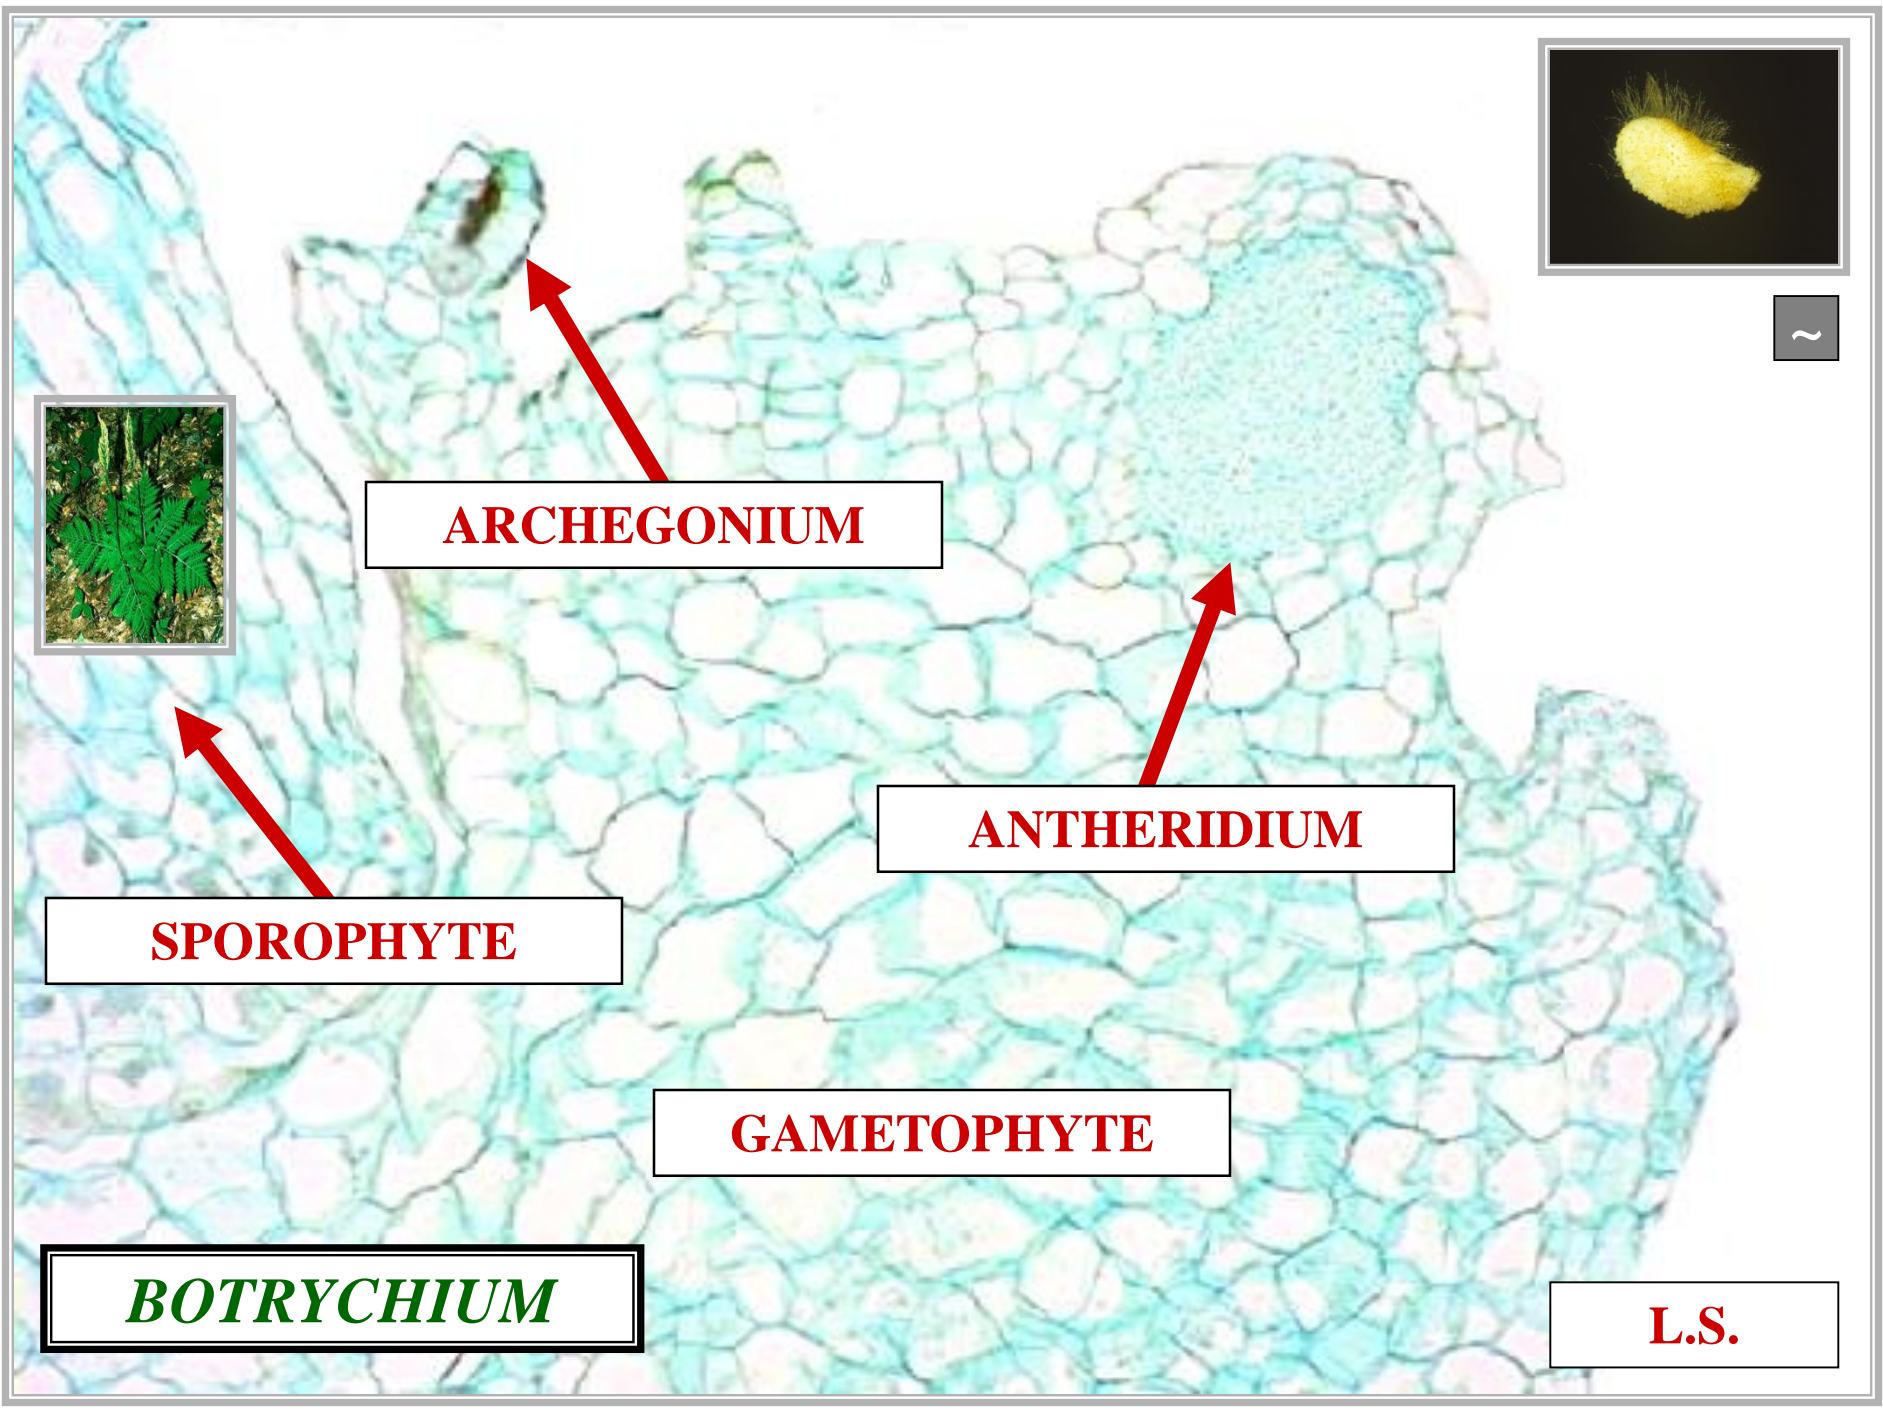 ~
ARCHEGONIUM
ANTHERIDIUM
SPOROPHYTE
GAMETOPHYTE
BOTRYCHIUM
L.S.